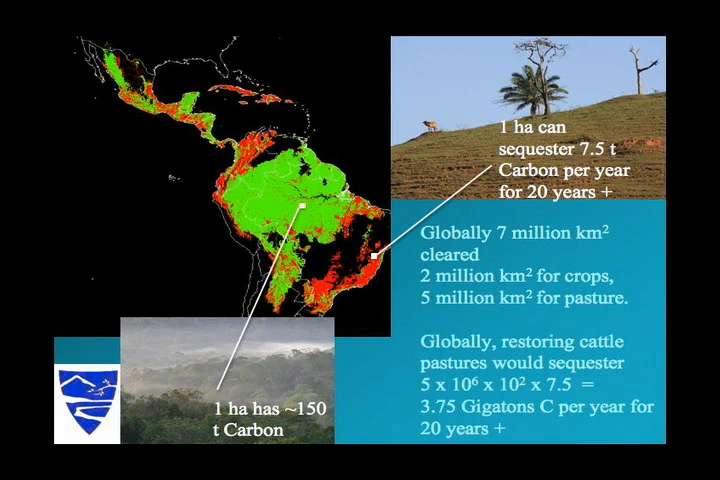 1 ha can
sequester 7.5 t
Carbon per year
for 20 years +
Globally 7 million km²
cleared
2 million km² for crops,
5 million km² for pasture.
Globally, restoring cattle
pastures would sequester
5 x 10⁶ x 10² x 7.5 =
3.75 Gigatons C per year for
20 years +
1 ha has ~150
t Carbon